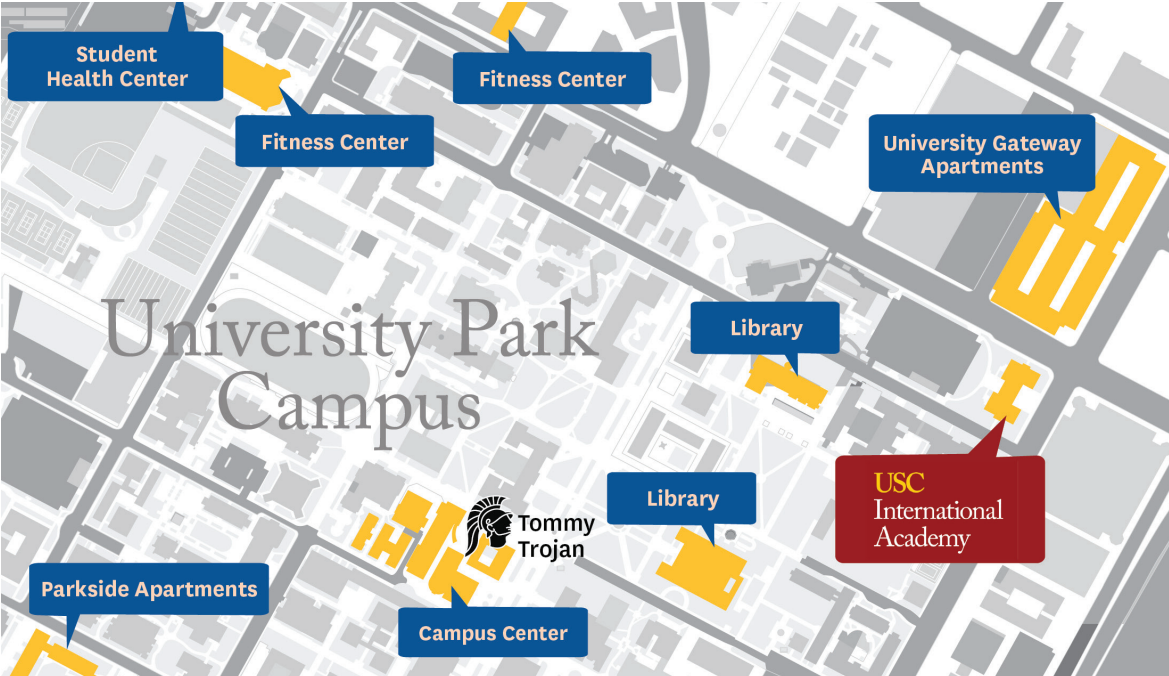 Student
Health Center
Fitness Center
Fitness Center
University Gateway
Apartments
University Park
Campus
Library
Library
USC
International
Academy
Tommy
Trojan
Parkside Apartments
Campus Center